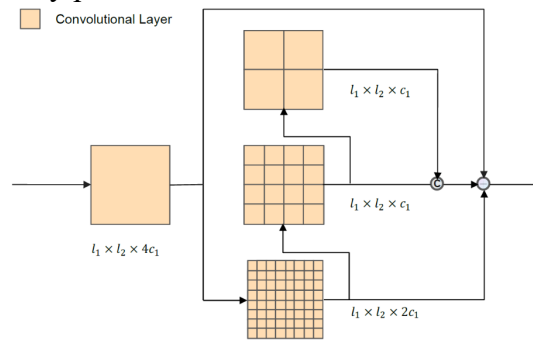 Convolutional Layer
l₁ × l₂ × c₁
l₁ × l₂ × c₁
C
l₁ × l₂ × 4c₁
l₁ × l₂ × 2c₁